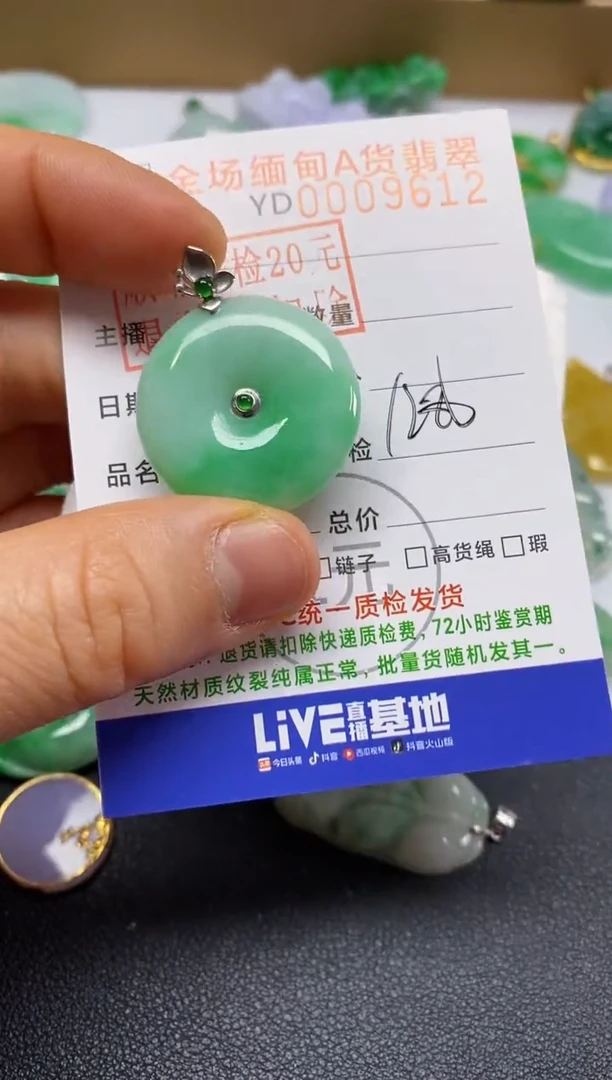 全场缅甸A货翡翠
YD0009612
检20元
主播
数量
日期
检
品名
总价
链子 □高货绳 □瑕
统一质检发货
退货请扣除快递质检费，72小时鉴赏期
天然材质纹裂纯属正常，批量货随机发其一。
LiVE直播基地
今日头条 抖音 西瓜视频 抖音火山版